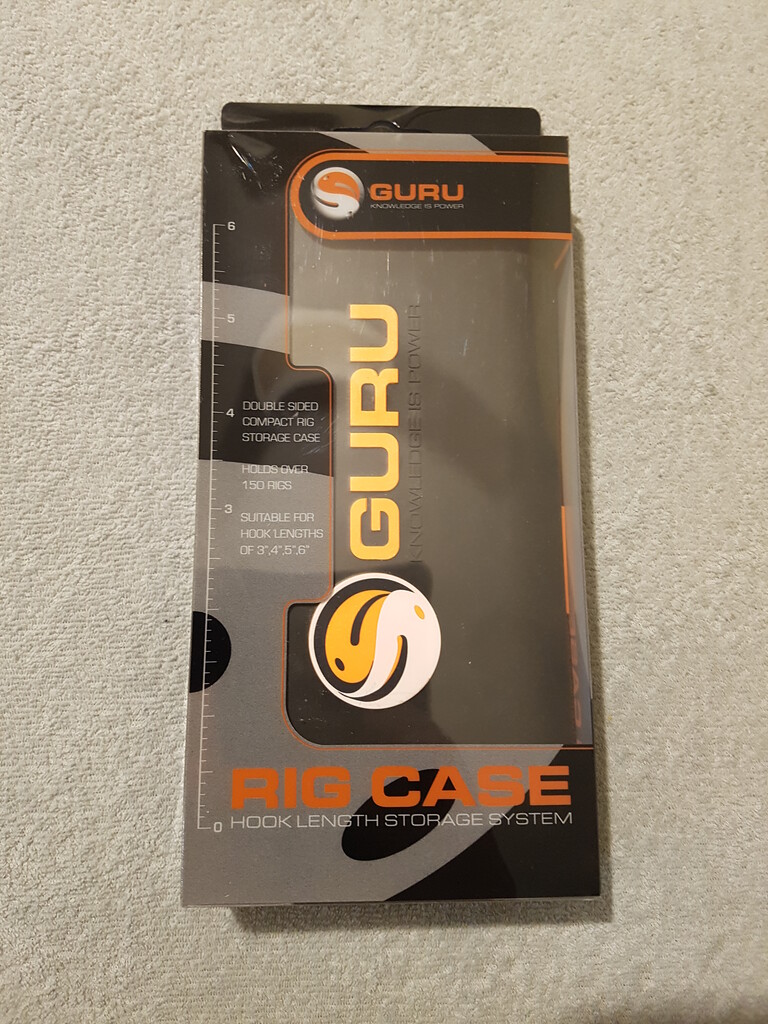 GURU
KNOWLEDGE IS POWER
6
5
4
3
0
DOUBLE SIDED
COMPACT RIG
STORAGE CASE
HOLDS OVER
150 RIGS
SUITABLE FOR
HOOK LENGTHS
OF 3",4",5",6"
GURU
KNOWLEDGE IS POWER
RIG CASE
HOOK LENGTH STORAGE SYSTEM